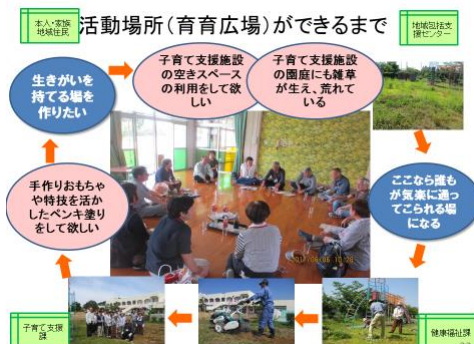 活動場所(育育広場)ができるまで
本人・家族
地域住民
地域包括支
援センター
生きがいを
持てる場を
作りたい
子育て支援施設
の空きスペース
の利用をして欲
しい
子育て支援施設
の園庭にも雑草
が生え、荒れて
いる
手作りおもちゃ
や特技を活か
したペンキ塗り
をして欲しい
ここなら誰も
が気楽に通っ
てこられる場
になる
子育て支援
課
健康福祉課